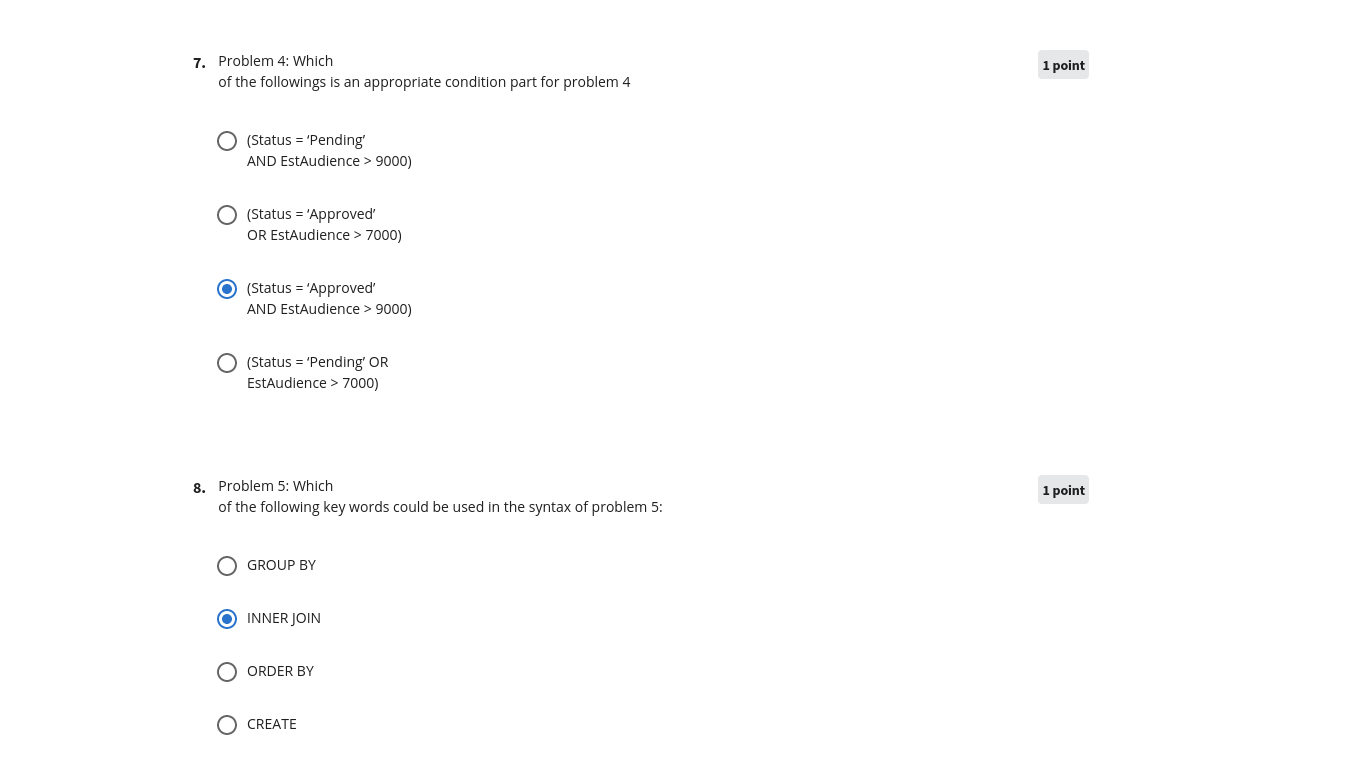 7. Problem 4: Which
1 point
of the followings is an appropriate condition part for problem 4
(Status = ‘Pending’
AND EstAudience > 9000)
(Status = ‘Approved’
OR EstAudience > 7000)
(Status = ‘Approved’
AND EstAudience > 9000)
(Status = ‘Pending’ OR
EstAudience > 7000)
8. Problem 5: Which
1 point
of the following key words could be used in the syntax of problem 5:
GROUP BY
INNER JOIN
ORDER BY
CREATE